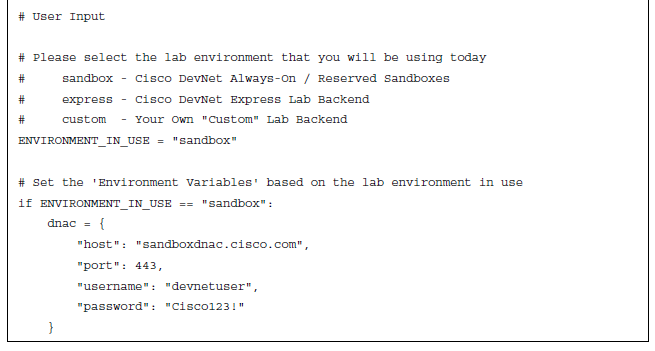 # User Input
# Please select the lab environment that you will be using today
#     sandbox - Cisco DevNet Always-On / Reserved Sandboxes
#     express - Cisco DevNet Express Lab Backend
#     custom  - Your Own "Custom" Lab Backend
ENVIRONMENT_IN_USE = "sandbox"
# Set the 'Environment Variables' based on the lab environment in use
if ENVIRONMENT_IN_USE == "sandbox":
    dnac = {
        "host": "sandboxdnac.cisco.com",
        "port": 443,
        "username": "devnetuser",
        "password": "Cisco123!"
    }